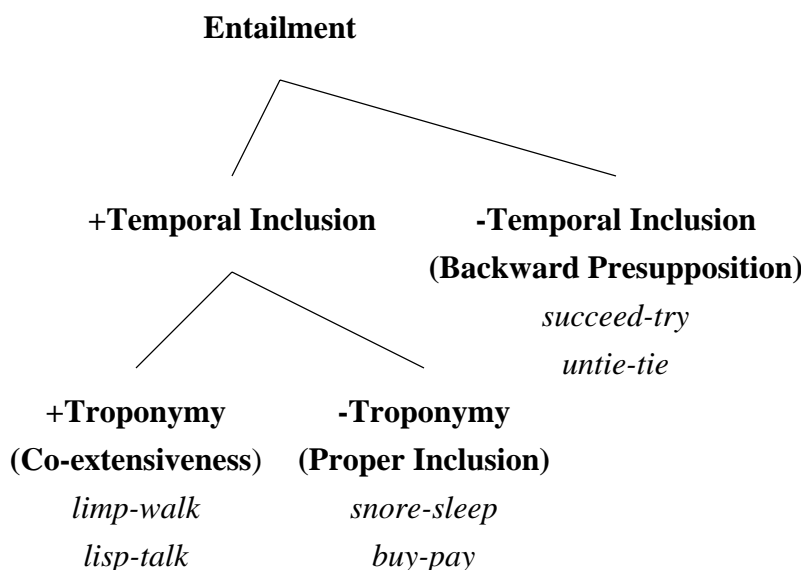 Entailment
+Temporal Inclusion
-Temporal Inclusion
(Backward Presupposition)
succeed-try
untie-tie
+Troponymy
(Co-extensiveness)
limp-walk
lisp-talk
-Troponymy
(Proper Inclusion)
snore-sleep
buy-pay